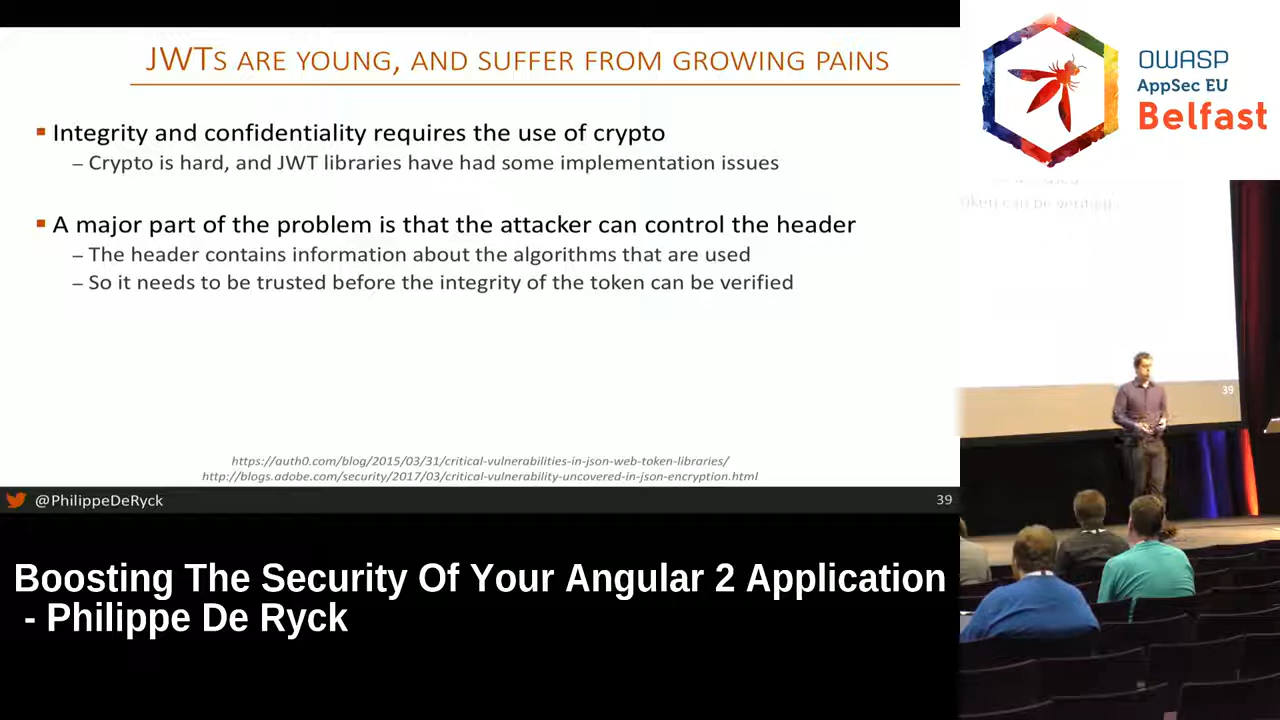 JWTS ARE YOUNG, AND SUFFER FROM GROWING PAINS
Integrity and confidentiality requires the use of crypto
– Crypto is hard, and JWT libraries have had some implementation issues
A major part of the problem is that the attacker can control the header
– The header contains information about the algorithms that are used
– So it needs to be trusted before the integrity of the token can be verified
https://auth0.com/blog/2015/03/31/critical-vulnerabilities-in-json-web-token-libraries/
http://blogs.adobe.com/security/2017/03/critical-vulnerability-uncovered-in-json-encryption.html
@PhilippeDeRyck
39
OWASP
AppSec EU
Belfast
token can be verified
39
Boosting The Security Of Your Angular 2 Application
- Philippe De Ryck